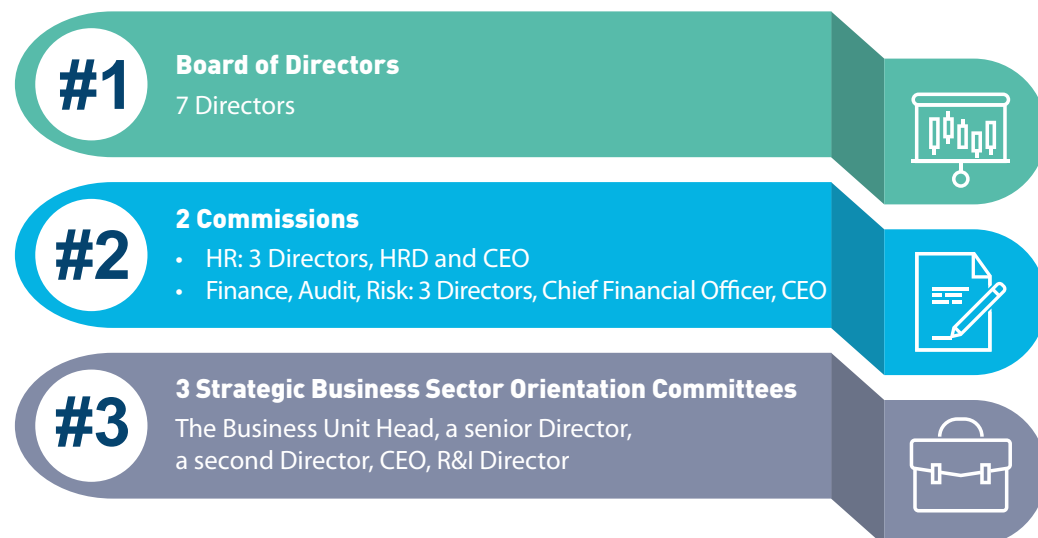 #1
Board of Directors
7 Directors
#2
2 Commissions
• HR: 3 Directors, HRD and CEO
• Finance, Audit, Risk: 3 Directors, Chief Financial Officer, CEO
#3
3 Strategic Business Sector Orientation Committees
The Business Unit Head, a senior Director,
a second Director, CEO, R&I Director